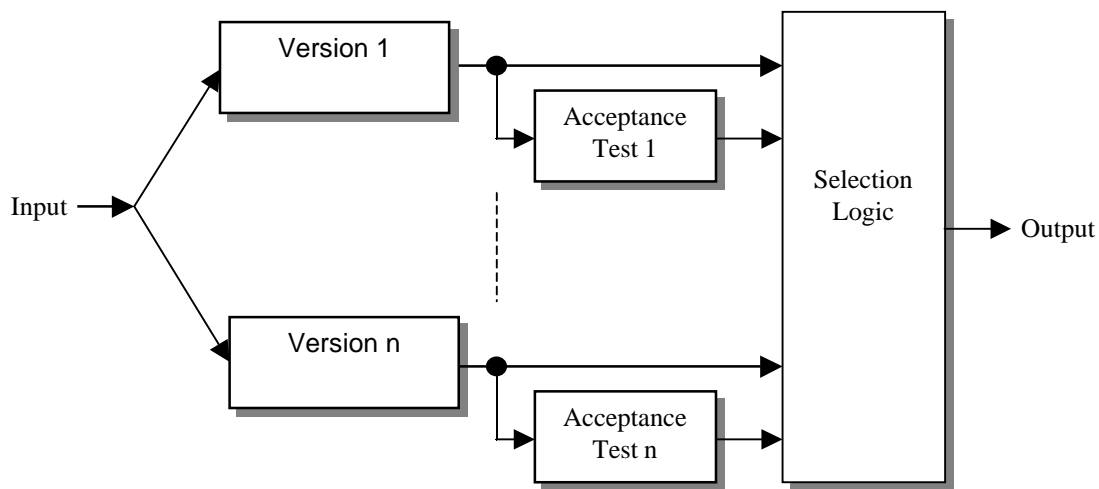 Version 1
Acceptance
Test 1
Input
Selection
Logic
Output
Version n
Acceptance
Test n